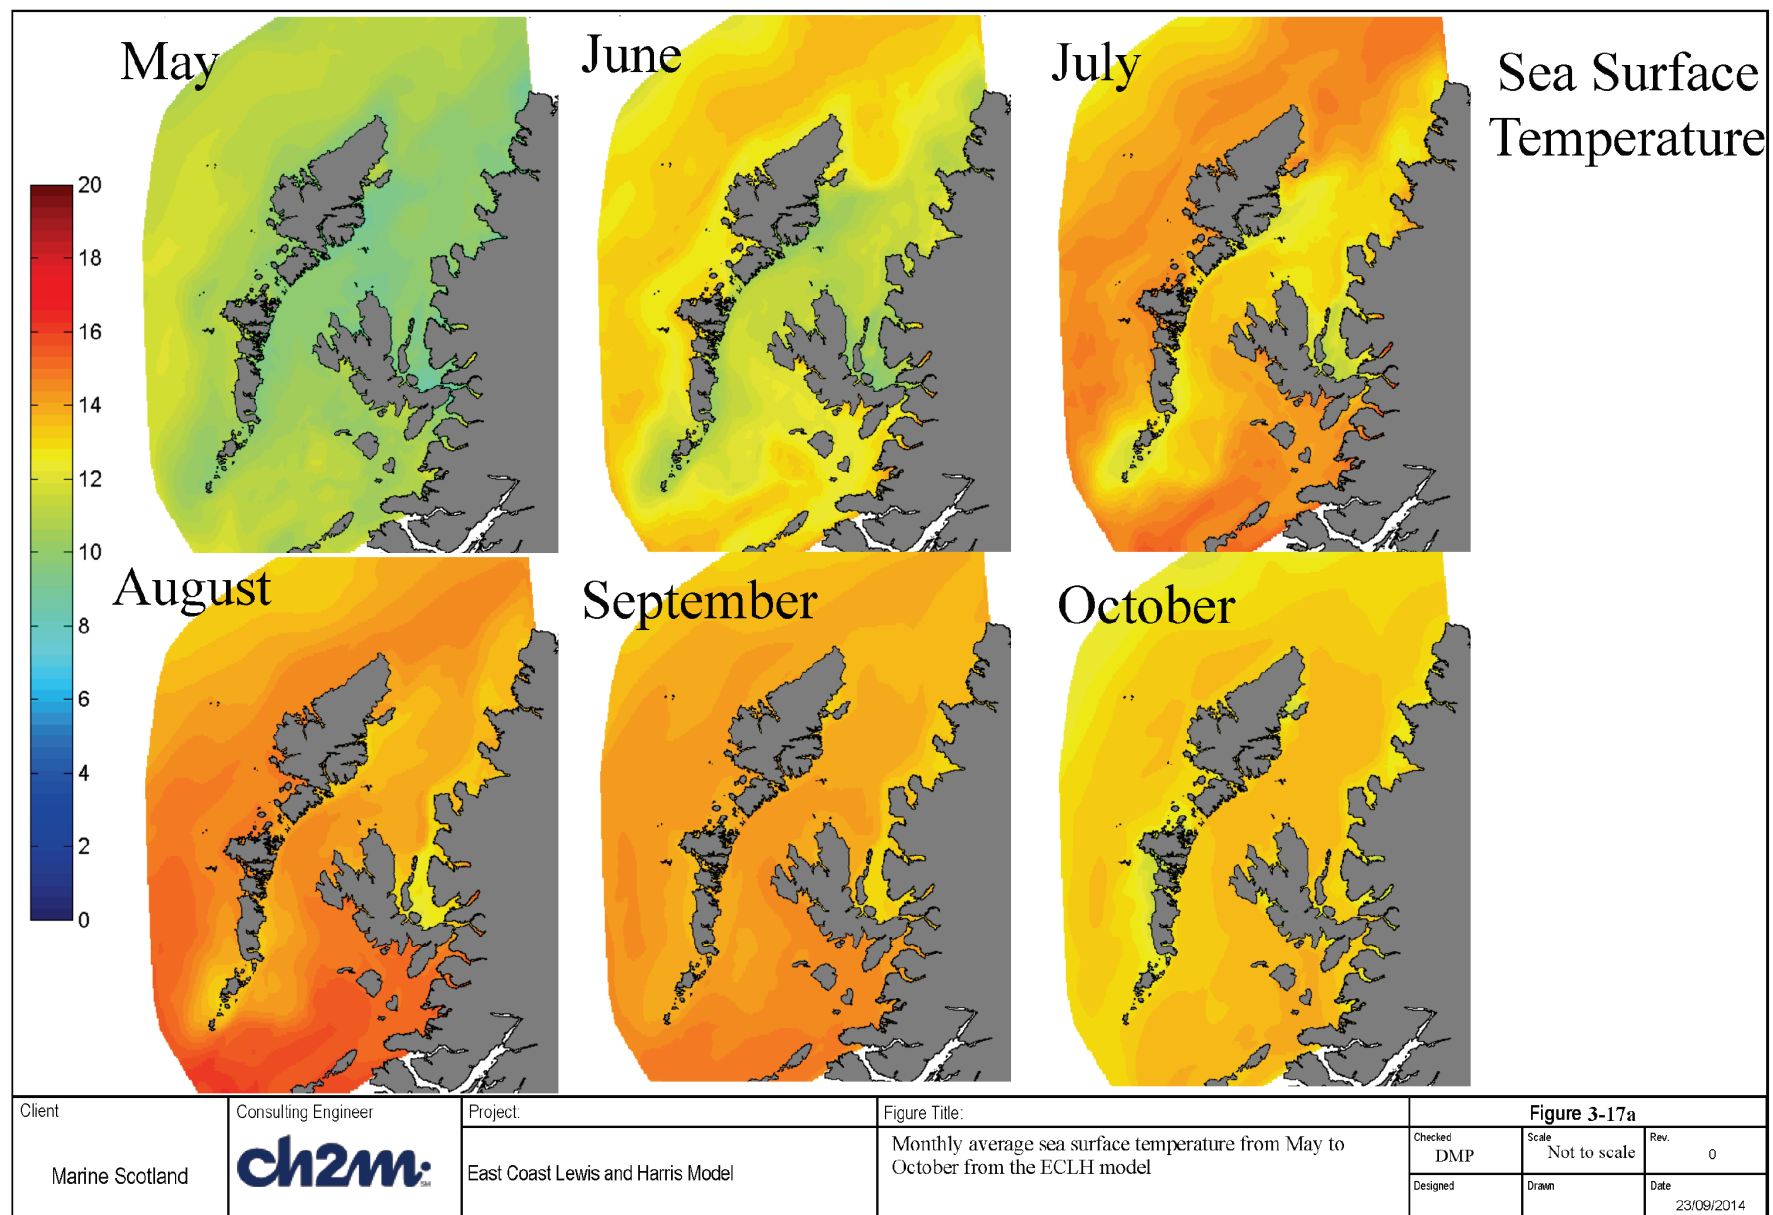 May
June
July
Sea Surface
Temperature
20
18
16
14
12
10
8
6
4
2
0
August
September
October
Client
Marine Scotland
Consulting Engineer
ch2m:
SM
Project:
East Coast Lewis and Harris Model
Figure Title:
Monthly average sea surface temperature from May to
October from the ECLH model
Figure 3-17a
Checked
DMP
Scale
Not to scale
Rev.
0
Designed
Drawn
Date
23/09/2014